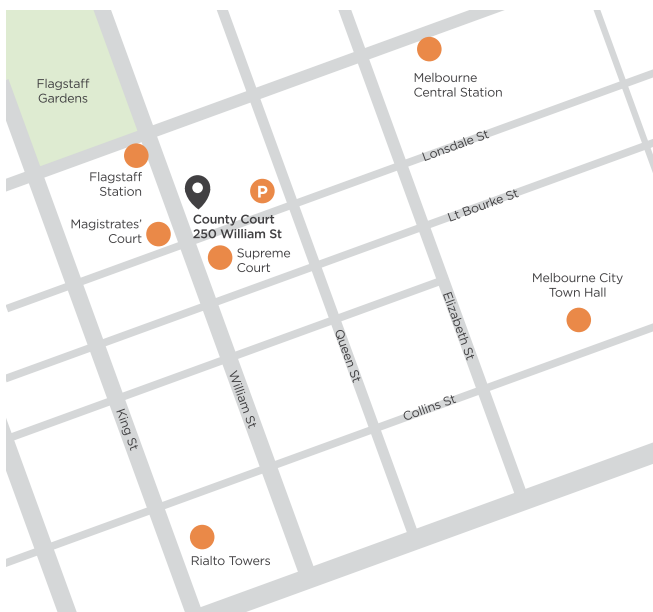 Flagstaff
Gardens
Melbourne
Central Station
Lonsdale St
Flagstaff
Station
P
Lt Bourke St
Magistrates'
Court
County Court
250 William St
Supreme
Court
Melbourne City
Town Hall
Elizabeth St
Queen St
William St
King St
Collins St
Rialto Towers